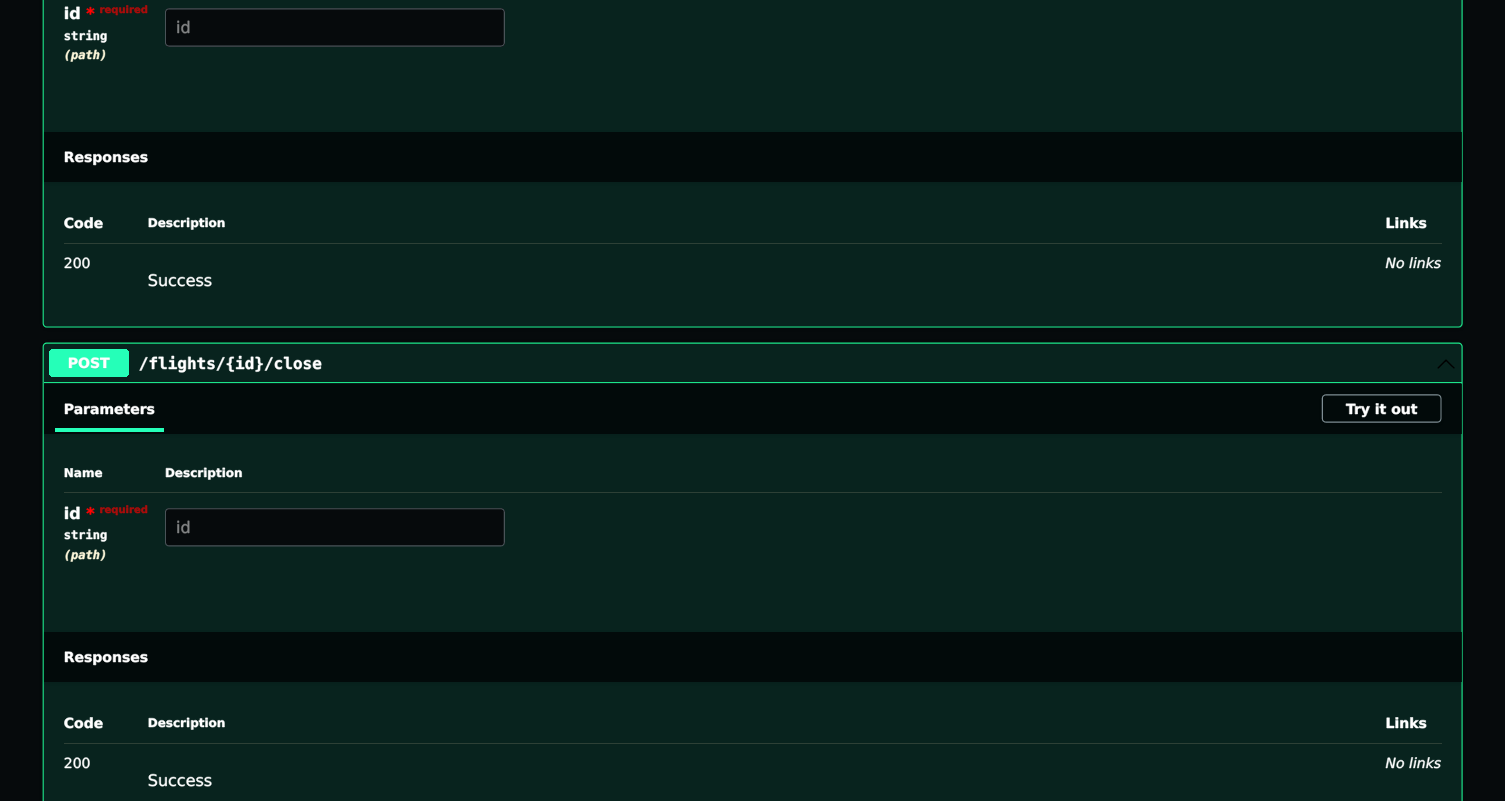 id * required
id
string
(path)
Responses
Code Description Links
200 No links
Success
POST /flights/{id}/close
Parameters Try it out
Name Description
id * required
id
string
(path)
Responses
Code Description Links
200 No links
Success